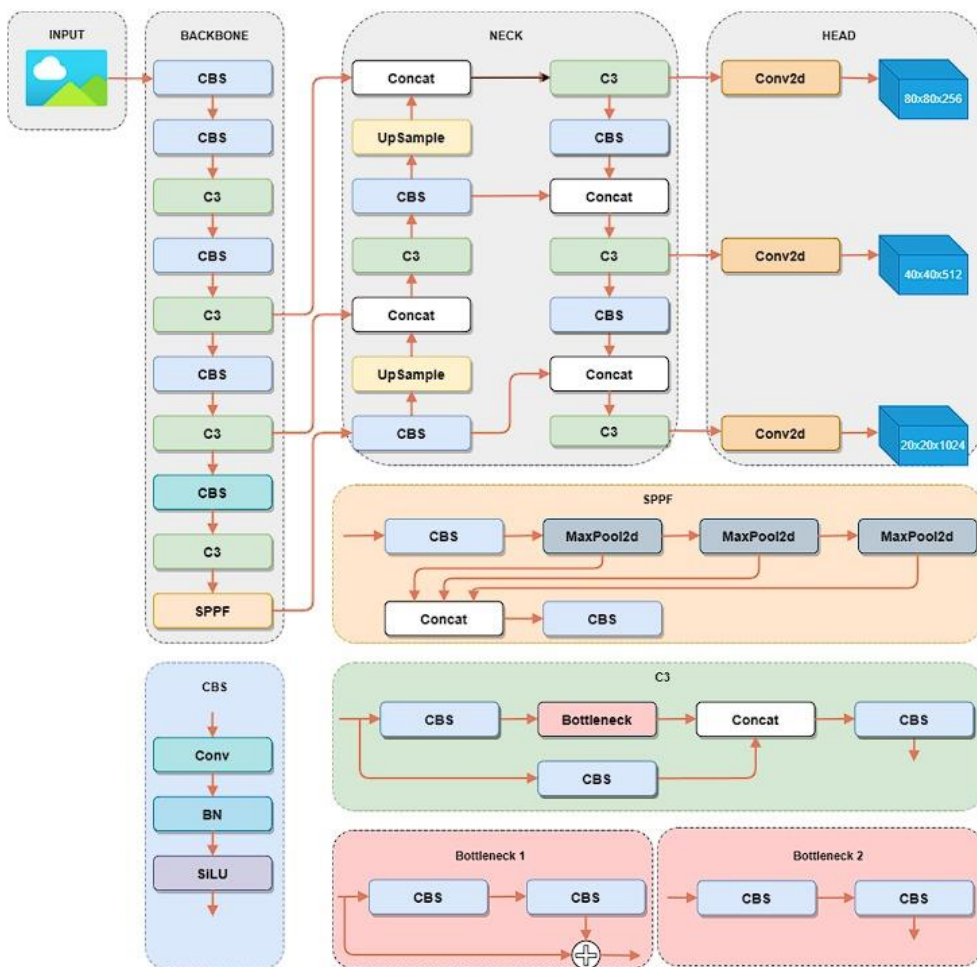 INPUT
BACKBONE
CBS
CBS
C3
CBS
C3
CBS
C3
CBS
C3
SPPF
NECK
Concat
UpSample
CBS
C3
Concat
UpSample
CBS
C3
CBS
Concat
C3
CBS
Concat
C3
HEAD
Conv2d
80x80x256
Conv2d
40x40x512
Conv2d
20x20x1024
SPPF
CBS
MaxPool2d
MaxPool2d
MaxPool2d
Concat
CBS
CBS
Conv
BN
SiLU
C3
CBS
Bottleneck
Concat
CBS
CBS
Bottleneck 1
CBS
CBS
Bottleneck 2
CBS
CBS